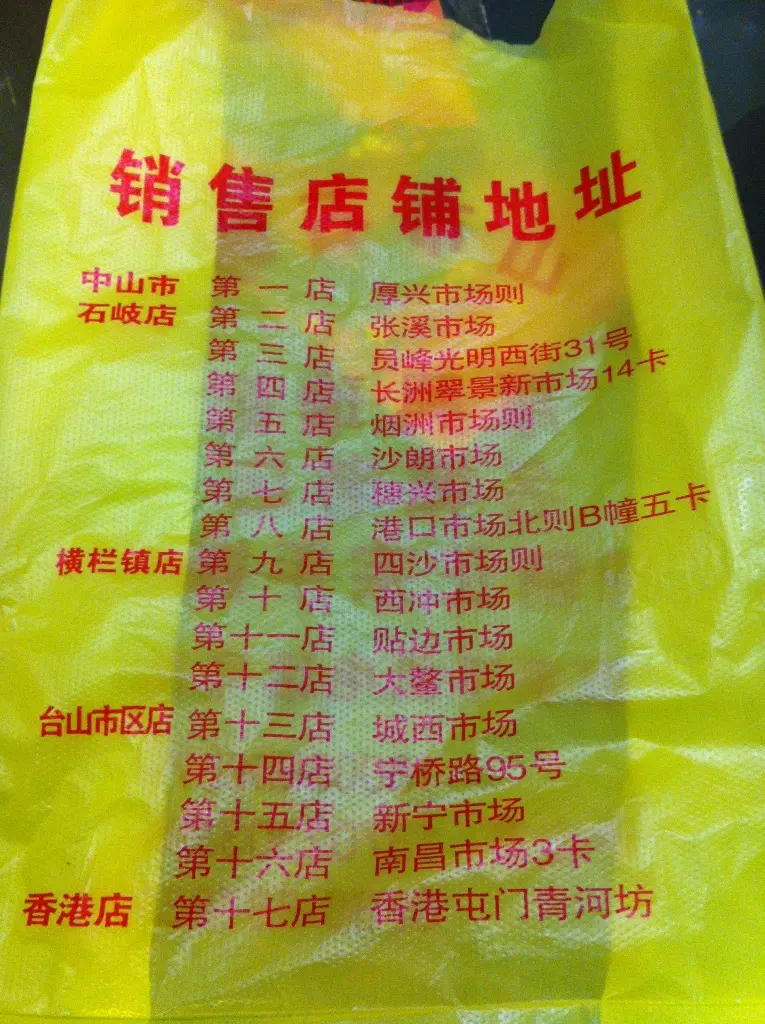 销售店铺地址
中山市 第一店 厚兴市场则
石岐店 第二店 张溪市场
第三店 员峰光明西街31号
第四店 长洲翠景新市场14卡
第五店 烟洲市场则
第六店 沙朗市场
第七店 穗兴市场
第八店 港口市场北则B幢五卡
横栏镇店 第九店 四沙市场则
第十店 西冲市场
第十一店 贴边市场
第十二店 大鳌市场
台山市区店 第十三店 城西市场
第十四店 宇桥路95号
第十五店 新宁市场
第十六店 南昌市场3卡
香港店 第十七店 香港屯门青河坊